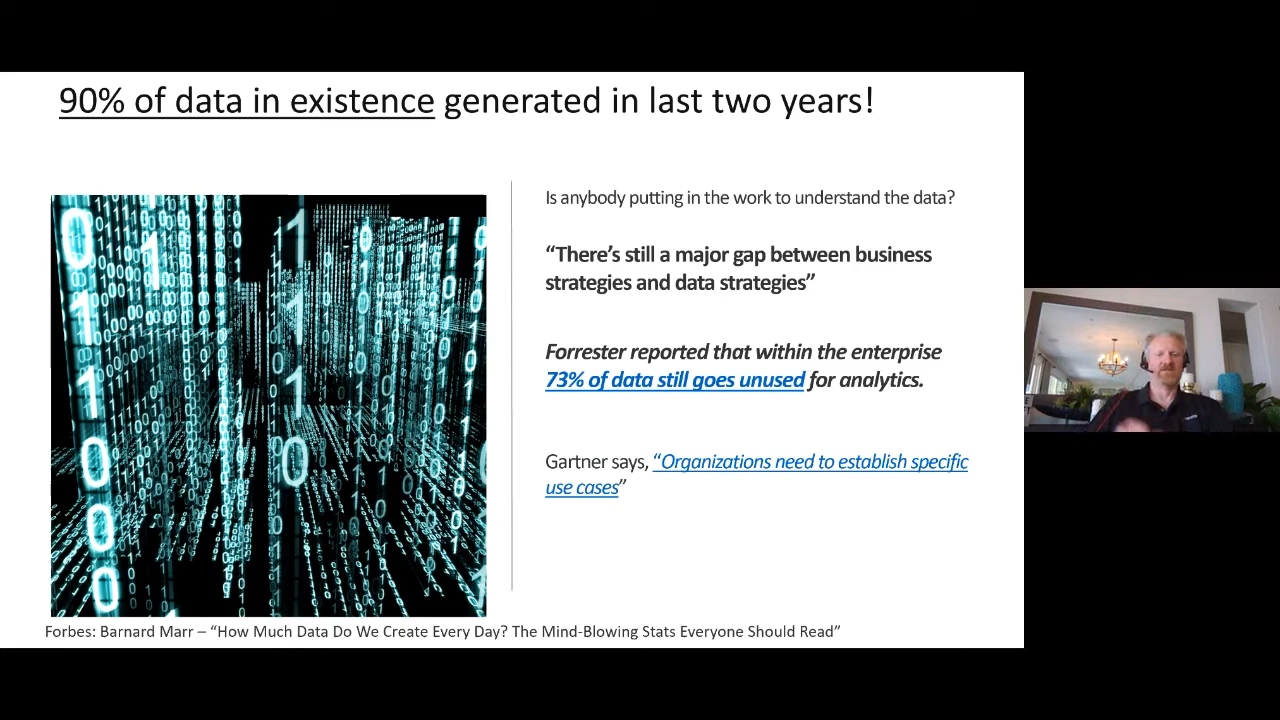 90% of data in existence generated in last two years!
Is anybody putting in the work to understand the data?
“There’s still a major gap between business
strategies and data strategies”
Forrester reported that within the enterprise
73% of data still goes unused for analytics.
Gartner says, “Organizations need to establish specific
use cases”
Forbes: Barnard Marr – “How Much Data Do We Create Every Day? The Mind-Blowing Stats Everyone Should Read”